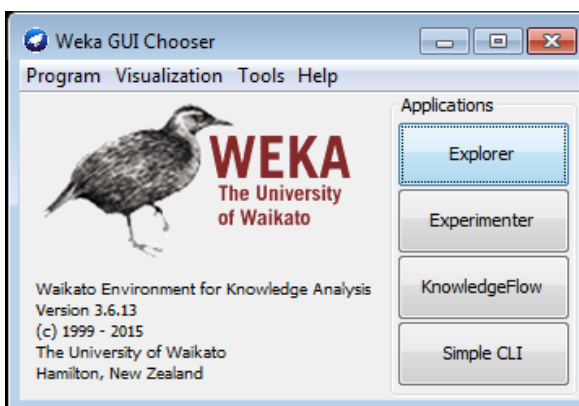 Weka GUI Chooser
Program Visualization Tools Help
WEKA
The University
of Waikato
Waikato Environment for Knowledge Analysis
Version 3.6.13
(c) 1999 - 2015
The University of Waikato
Hamilton, New Zealand
Applications
Explorer
Experimenter
KnowledgeFlow
Simple CLI